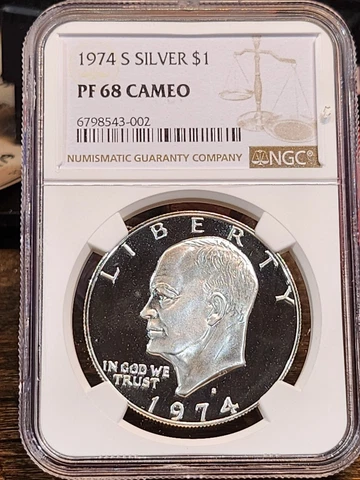 1974 S SILVER $1
PF 68 CAMEO
6798543-002
NUMISMATIC GUARANTY COMPANY
NGC®
LIBERTY
IN GOD WE
TRUST
S
1974